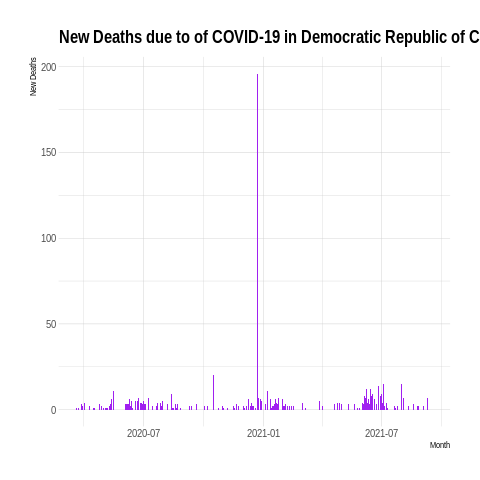 New Deaths due to of COVID-19 in Democratic Republic of C
New Deaths
200
150
100
50
0
2020-07
2021-01
2021-07
Month